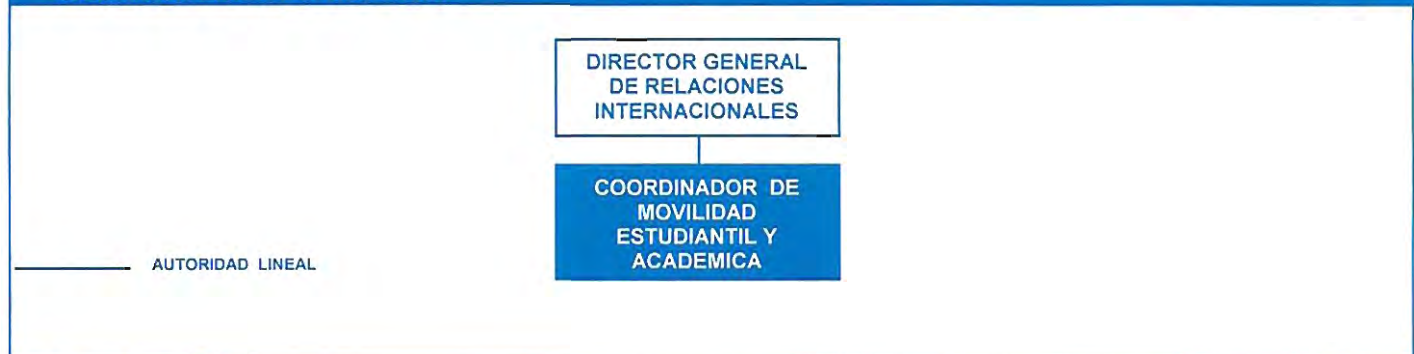 DIRECTOR GENERAL
DE RELACIONES
INTERNACIONALES
COORDINADOR DE
MOVILIDAD
ESTUDIANTIL Y
ACADEMICA
AUTORIDAD LINEAL